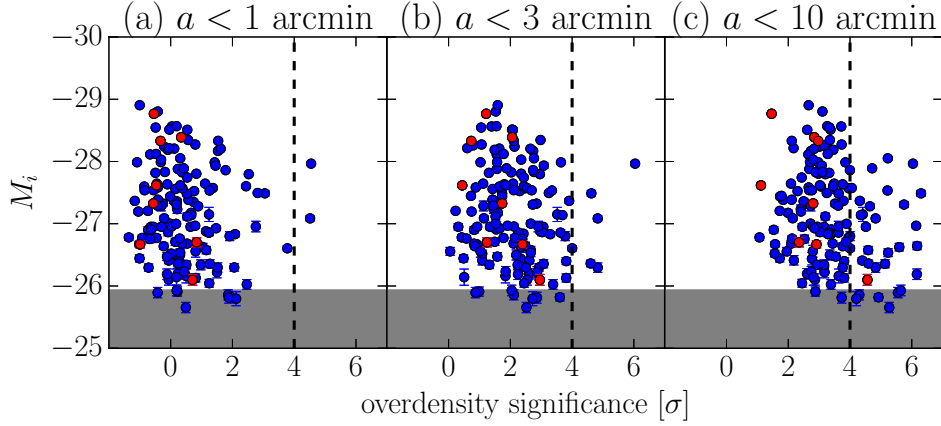 (a) a < 1 arcmin (b) a < 3 arcmin (c) a < 10 arcmin
−30
−29
−28
−27
−26
−25
M_i
0 2 4 6 0 2 4 6 0 2 4 6
overdensity significance [σ]